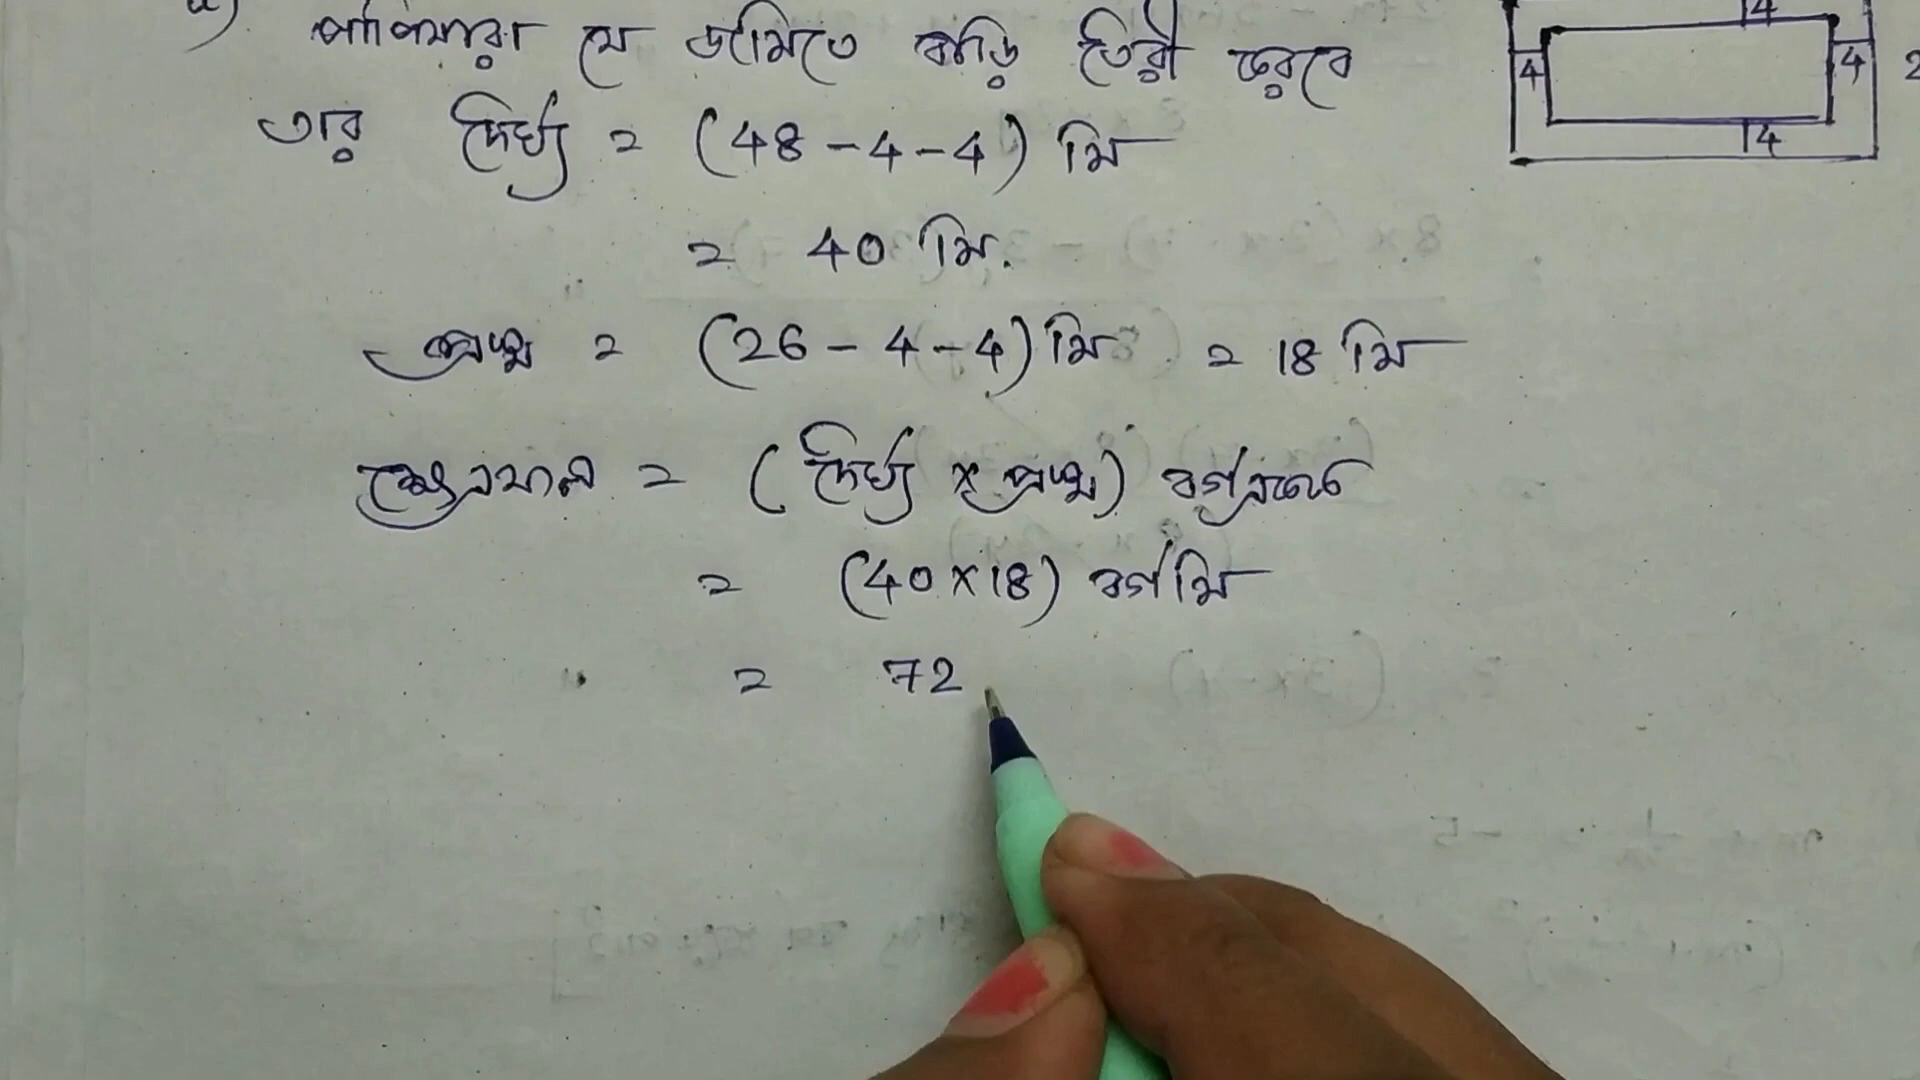 a) পাপিয়ারা যে জমিতে বাড়ি তৈরী করবে
তার দৈর্ঘ্য = (48 - 4 - 4) মি
= 40 মি.
প্রস্থ = (26 - 4 - 4) মি = 18 মি
ক্ষেত্রফল = (দৈর্ঘ্য × প্রস্থ) বর্গএকক
= (40 × 18) বর্গমি
= 72
4
4
4
2
4